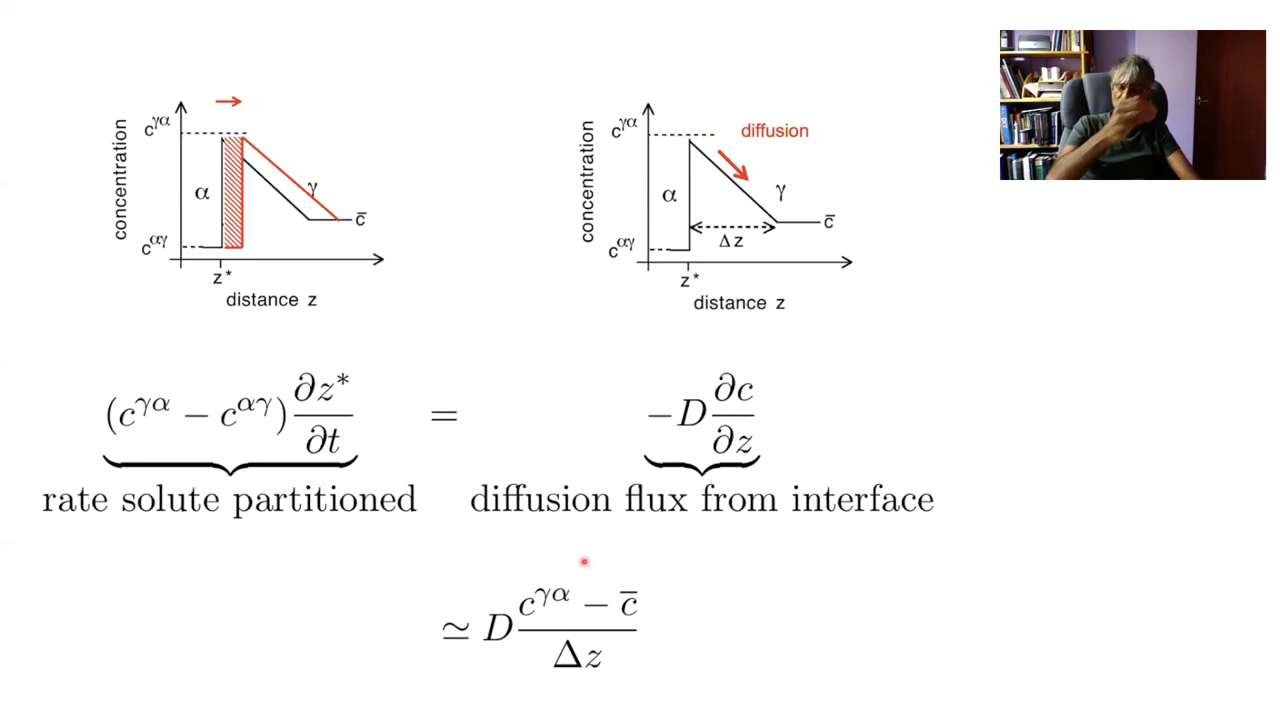 c^{γα}
concentration
α
γ
c̄
c^{αγ}
z*
distance z
c^{γα}
diffusion
concentration
α
γ
c̄
Δ z
c^{αγ}
z*
distance z
(c^{γα} − c^{αγ}) ∂z*/∂t = −D ∂c/∂z
rate solute partitioned diffusion flux from interface
≃ D (c^{γα} − c̄)/Δz